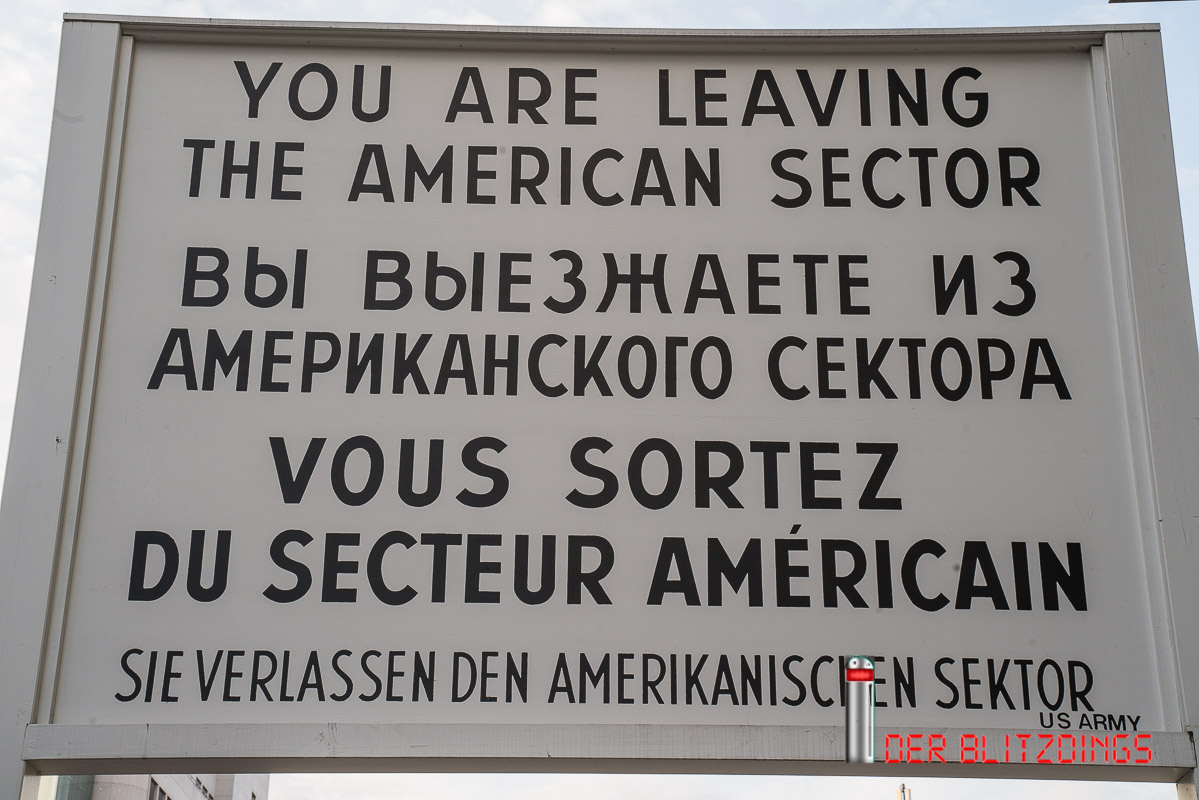 YOU ARE LEAVING
THE AMERICAN SECTOR
ВЫ ВЫЕЗЖАЕТЕ ИЗ
АМЕРИКАНСКОГО СЕКТОРА
VOUS SORTEZ
DU SECTEUR AMÉRICAIN
SIE VERLASSEN DEN AMERIKANISCHEN SEKTOR
US ARMY
DER BLITZDINGS